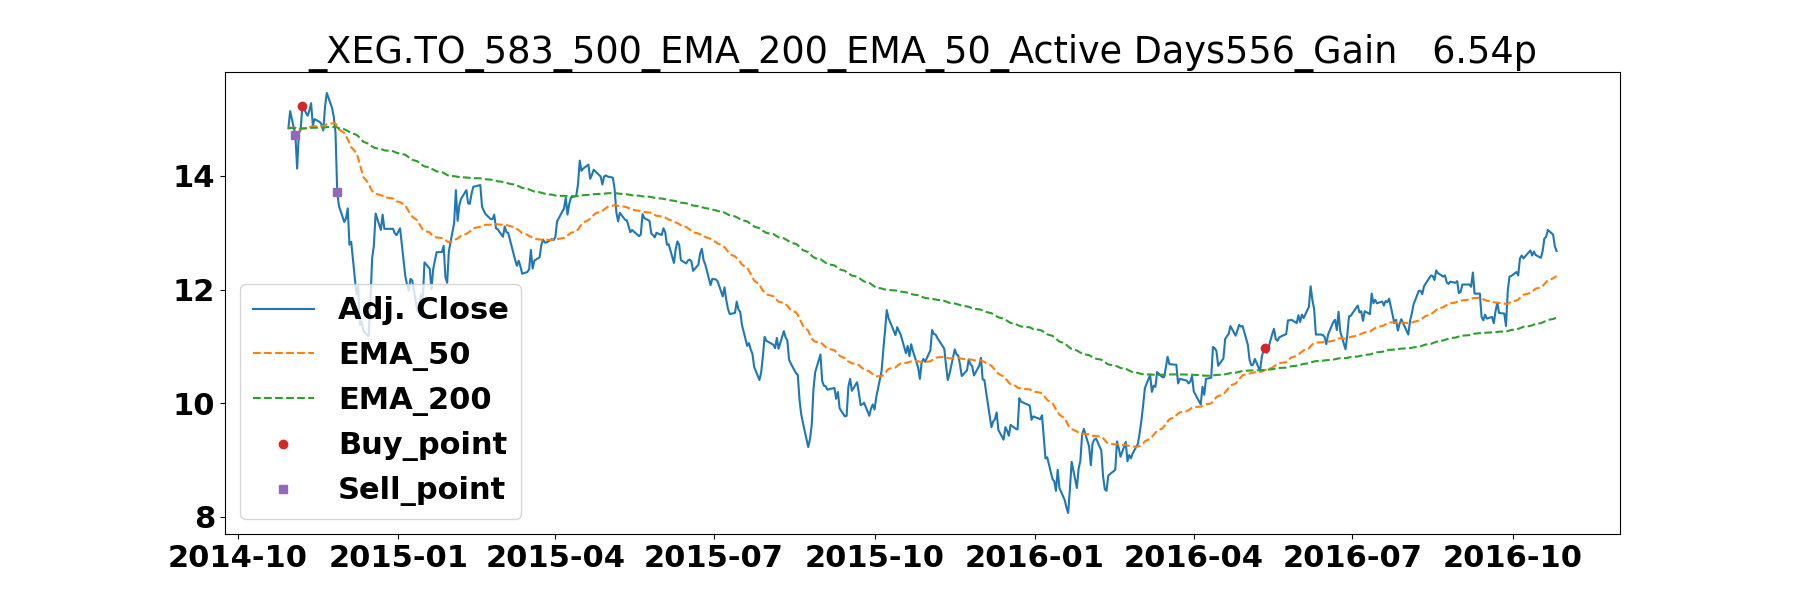 _XEG.TO_583_500_EMA_200_EMA_50_Active Days556_Gain   6.54p
14
12
10
8
Adj. Close
EMA_50
EMA_200
Buy_point
Sell_point
2014-10 2015-01 2015-04 2015-07 2015-10 2016-01 2016-04 2016-07 2016-10